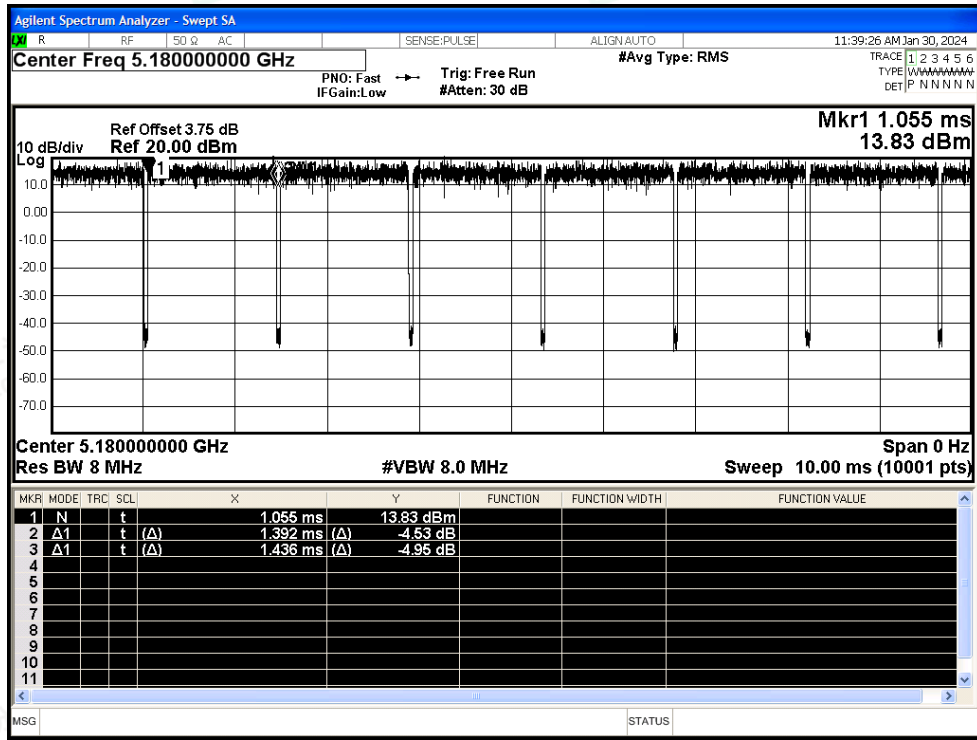 Agilent Spectrum Analyzer - Swept SA
LXI R RF 50 Ω AC SENSE:PULSE ALIGN AUTO 11:39:26 AM Jan 30, 2024
Center Freq 5.180000000 GHz #Avg Type: RMS TRACE 1 2 3 4 5 6
PNO: Fast Trig: Free Run TYPE
IFGain:Low #Atten: 30 dB DET P N N N N N
Mkr1 1.055 ms
13.83 dBm
Ref Offset 3.75 dB
10 dB/div Ref 20.00 dBm
Log
1
10.0
0.00
-10.0
-20.0
-30.0
-40.0
-50.0
-60.0
-70.0
Center 5.180000000 GHz Span 0 Hz
Res BW 8 MHz #VBW 8.0 MHz Sweep 10.00 ms (10001 pts)
MKR MODE TRC SCL X Y FUNCTION FUNCTION WIDTH FUNCTION VALUE
1 N t 1.055 ms 13.83 dBm
2 Δ1 t (Δ) 1.392 ms (Δ) -4.53 dB
3 Δ1 t (Δ) 1.436 ms (Δ) -4.95 dB
4
5
6
7
8
9
10
11
MSG STATUS